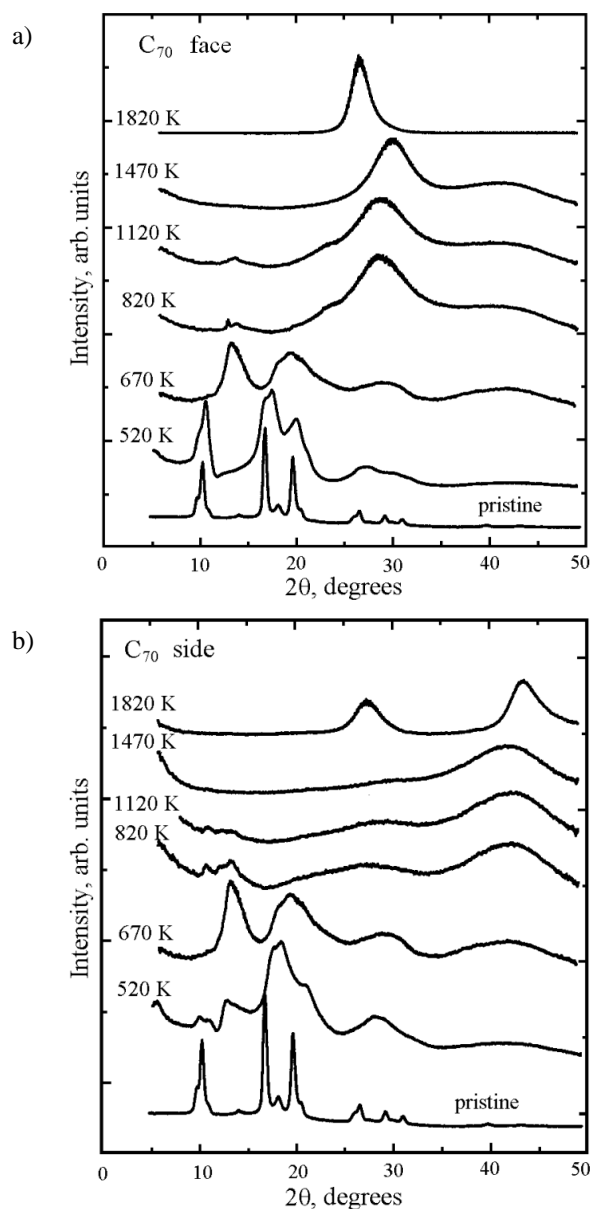 a)
C₇₀ face
1820 K
1470 K
1120 K
820 K
670 K
520 K
pristine
Intensity, arb. units
0 10 20 30 40 50
2θ, degrees
b)
C₇₀ side
1820 K
1470 K
1120 K
820 K
670 K
520 K
pristine
Intensity, arb. units
0 10 20 30 40 50
2θ, degrees